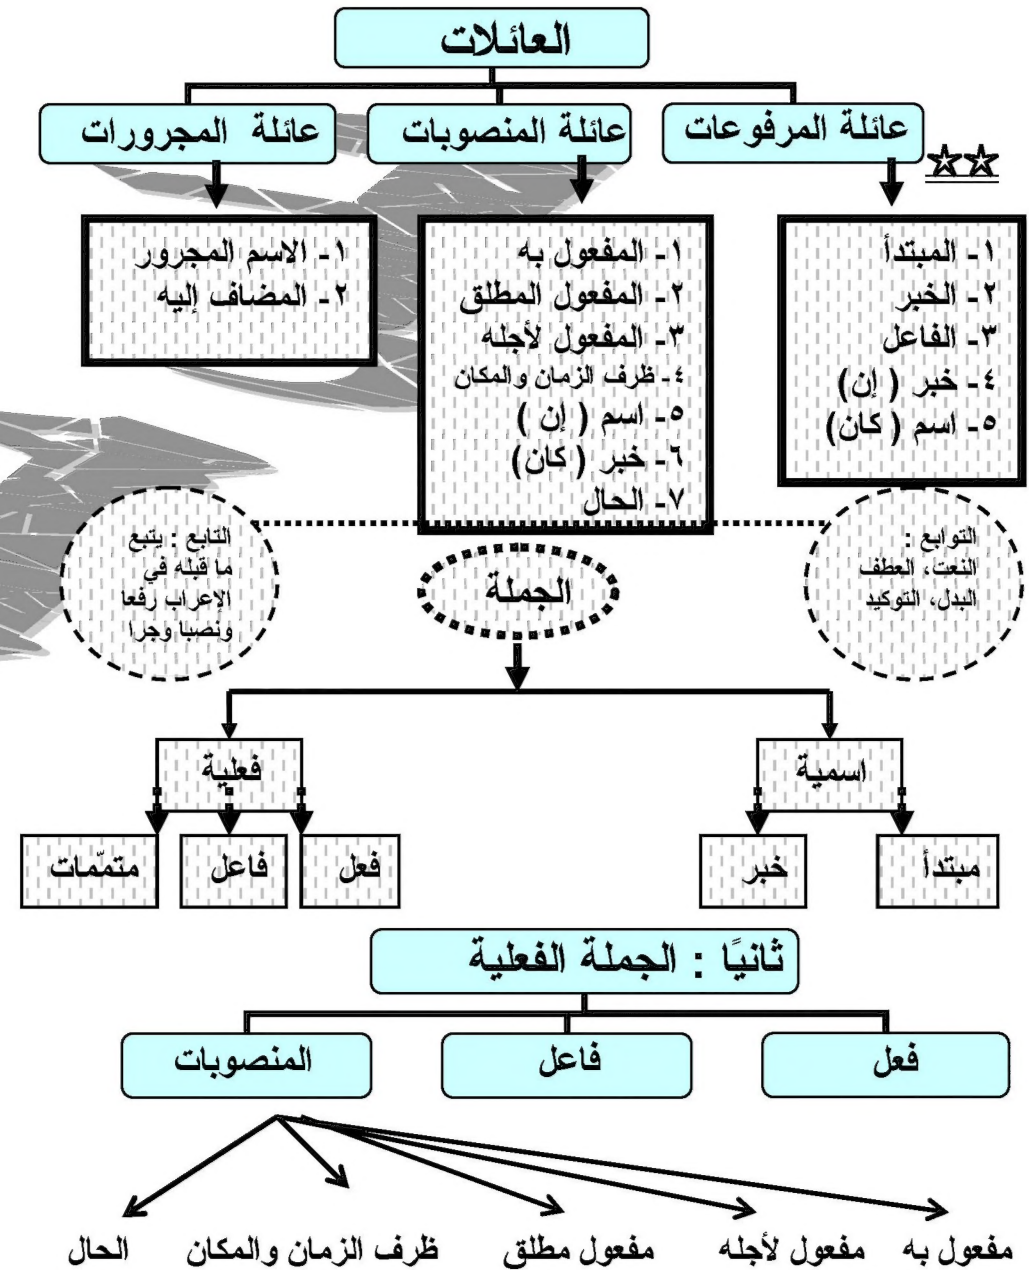 العائلات
عائلة المرفوعات
عائلة المنصوبات
عائلة المجرورات
١- المبتدأ
٢- الخبر
٣- الفاعل
٤- خبر ( إن)
٥- اسم ( كان)
١- المفعول به
٢- المفعول المطلق
٣- المفعول لأجله
٤- ظرف الزمان والمكان
٥- اسم ( إن )
٦- خبر ( كان)
٧- الحال
١- الاسم المجرور
٢- المضاف إليه
التوابع :
النعت، العطف
البدل، التوكيد
التابع : يتبع
ما قبله في
الإعراب رفعا
ونصبا وجرا
الجملة
اسمية
فعلية
مبتدأ
خبر
فعل
فاعل
متمّمات
ثانيًا : الجملة الفعلية
فعل
فاعل
المنصوبات
مفعول به
مفعول لأجله
مفعول مطلق
ظرف الزمان والمكان
الحال